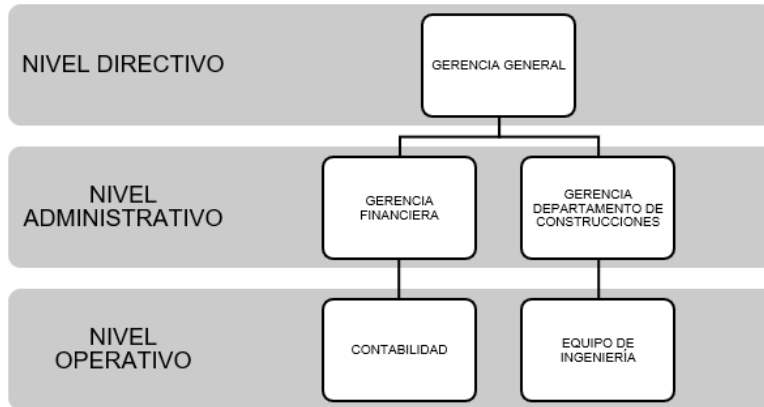 NIVEL DIRECTIVO
GERENCIA GENERAL
NIVEL
ADMINISTRATIVO
GERENCIA
FINANCIERA
GERENCIA
DEPARTAMENTO DE
CONSTRUCCIONES
NIVEL
OPERATIVO
CONTABILIDAD
EQUIPO DE
INGENIERÍA